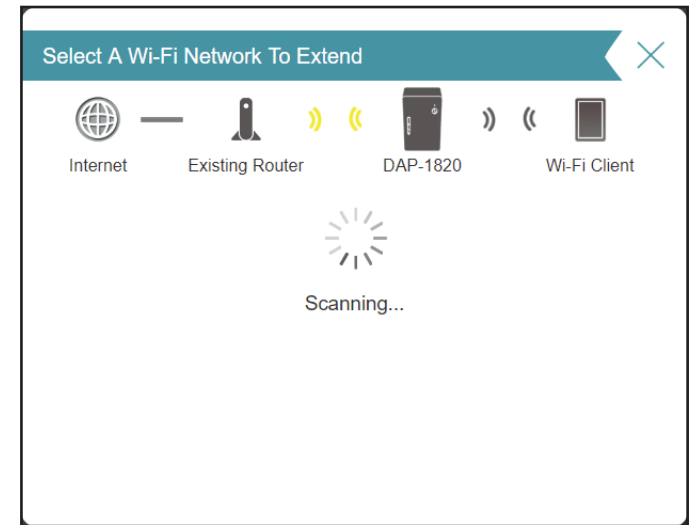 Select A Wi-Fi Network To Extend
Internet
Existing Router
DAP-1820
Wi-Fi Client
Scanning...